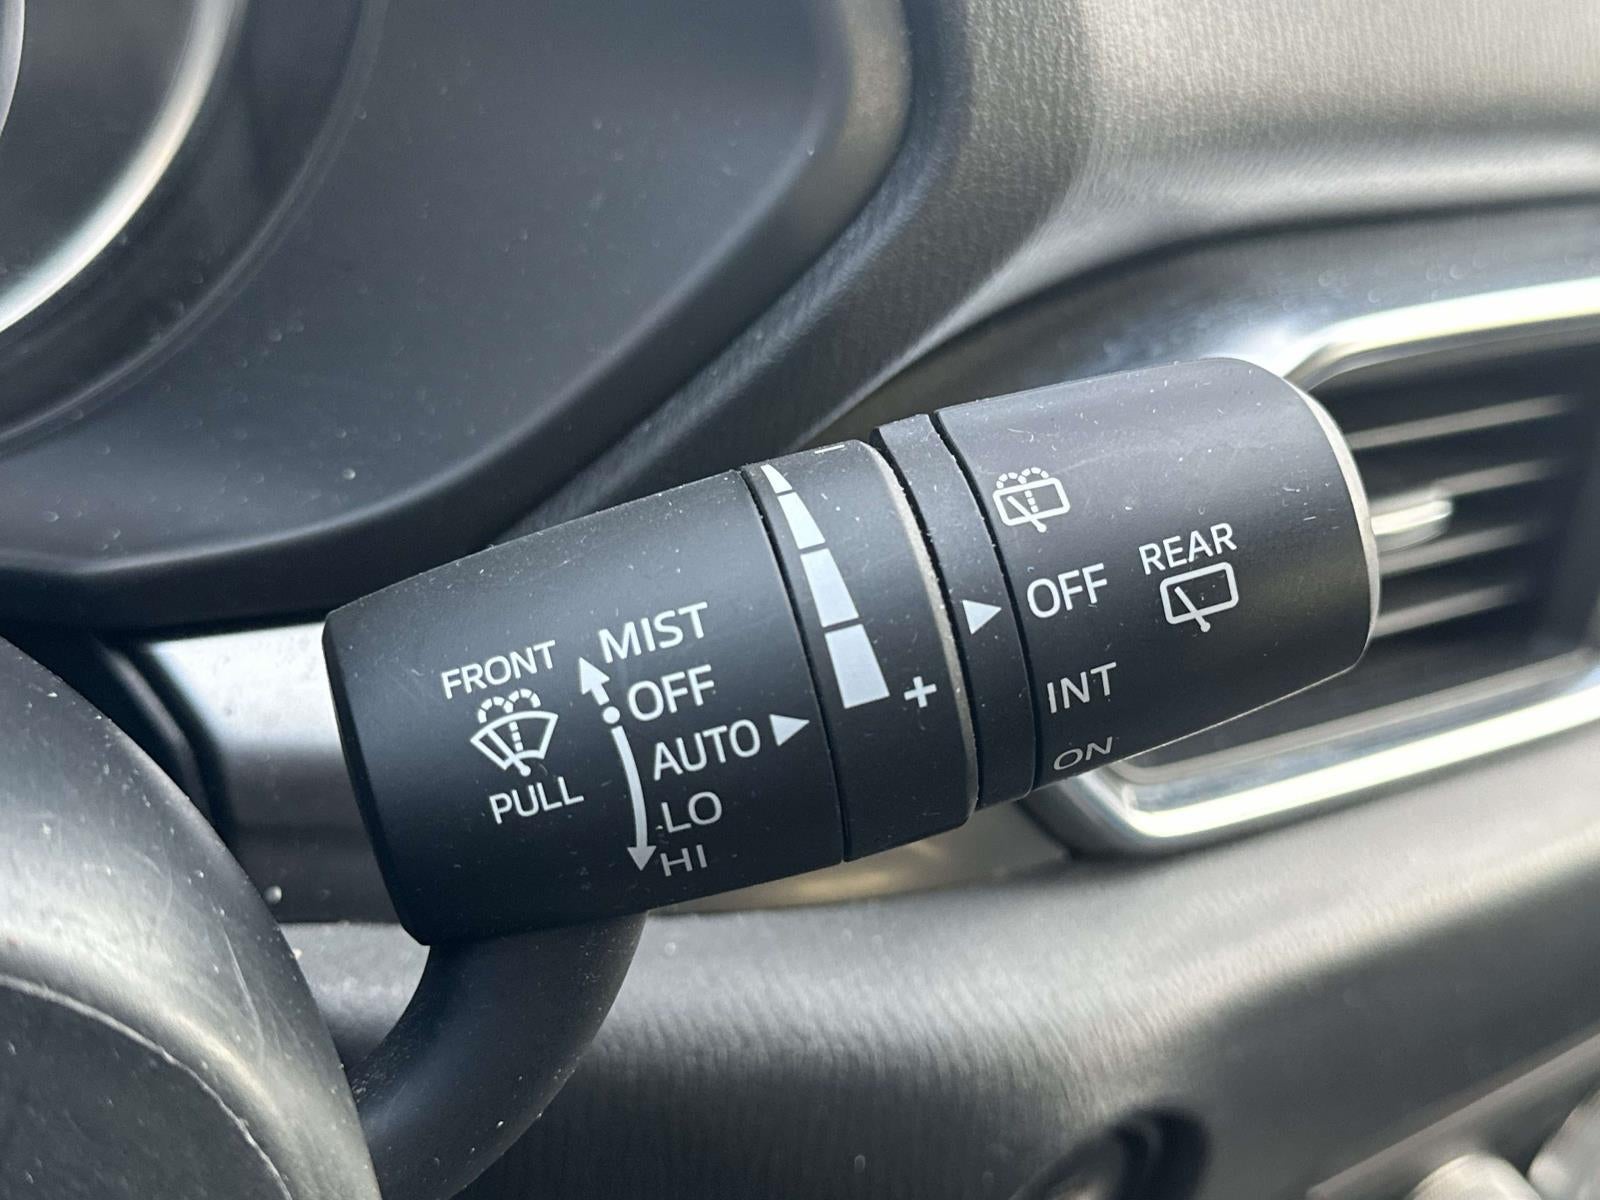 FRONT
PULL
MIST
OFF
AUTO
LO
HI
− 
+
OFF
INT
ON
REAR